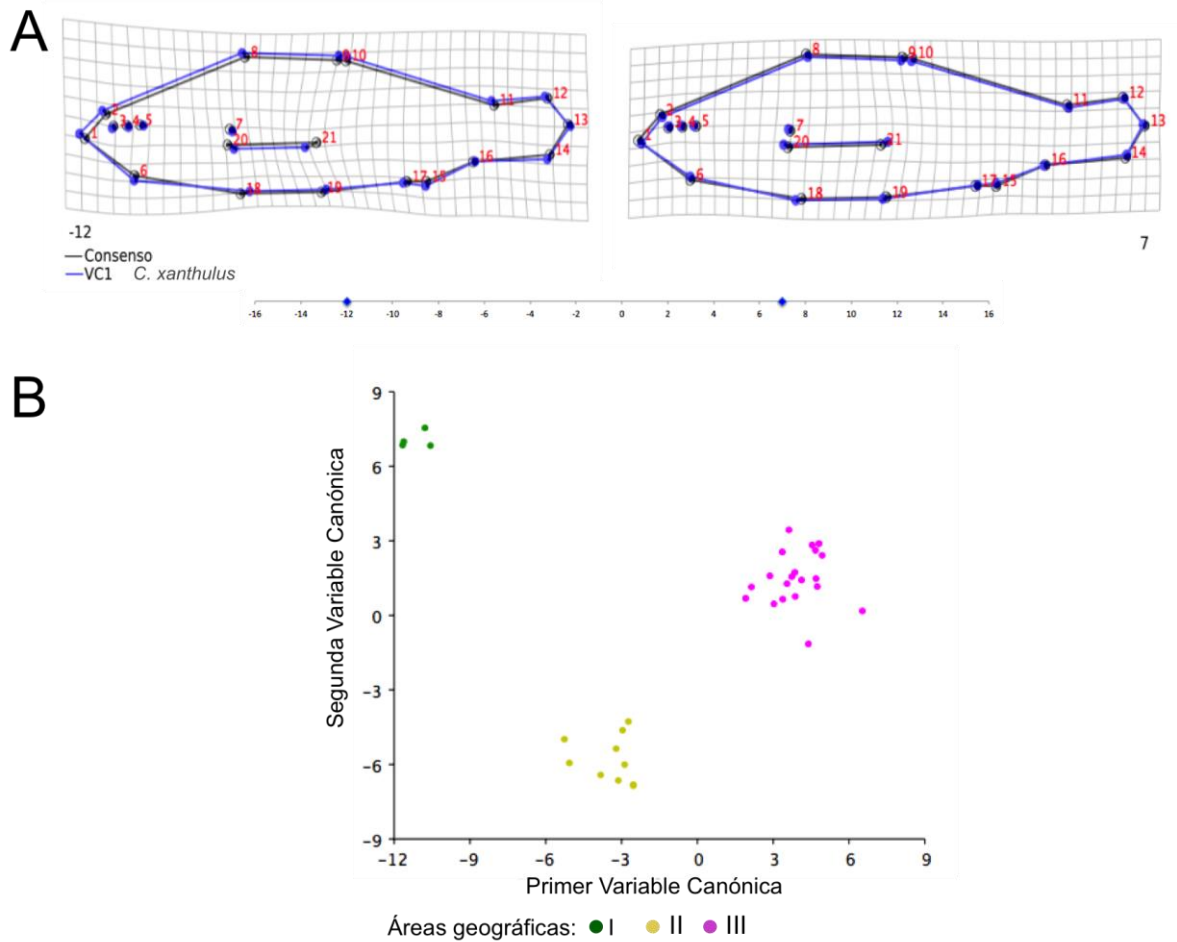 A
8 9 10 8 9 10
2 3 4 5 7 11 12 2 3 4 5 7 11 12
1 20 21 13 1 20 21 13
6 16 14 6 16 14
18 19 17 15 18 19 17 15
-12 7
Consenso
VC1 C. xanthulus
-16 -14 -12 -10 -8 -6 -4 -2 0 2 4 6 8 10 12 14 16
B
9
6
3
0
−3
−6
−9
Segunda Variable Canónica
−12 −9 −6 −3 0 3 6 9
Primer Variable Canónica
Áreas geográficas: I II III